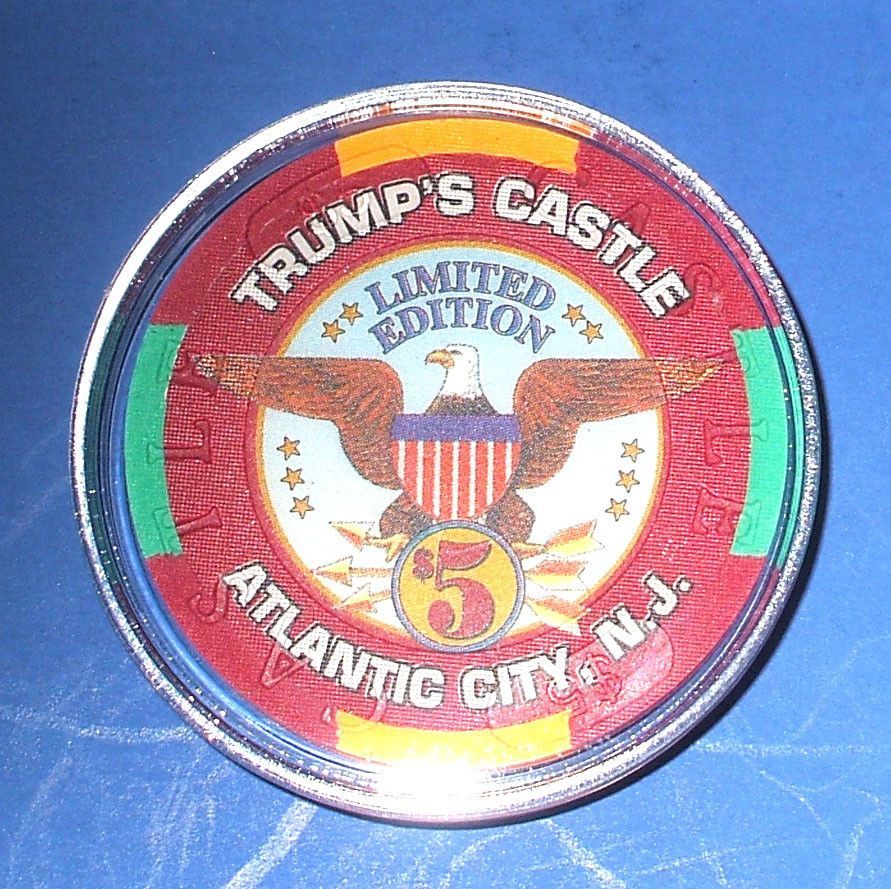 TRUMP'S CASTLE
LIMITED
EDITION
$5
ATLANTIC CITY, N.J.